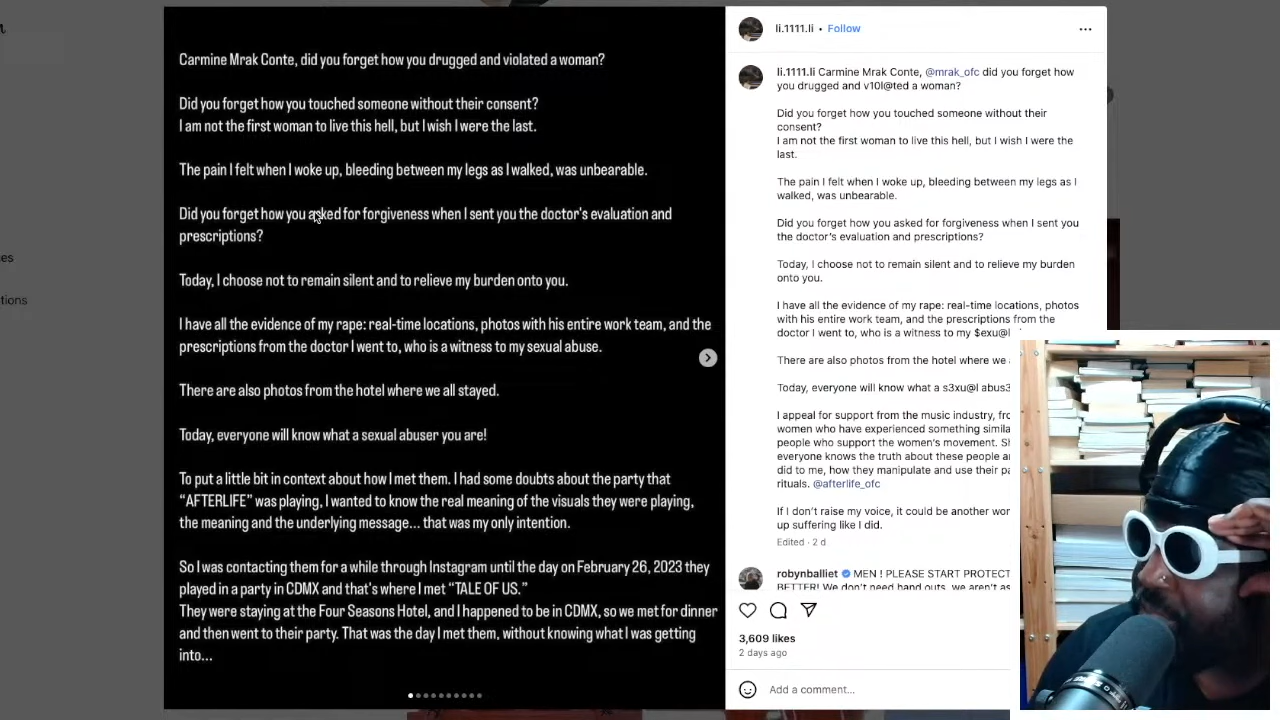 Carmine Mrak Conte, did you forget how you drugged and violated a woman?
Did you forget how you touched someone without their consent?
I am not the first woman to live this hell, but I wish I were the last.
The pain I felt when I woke up, bleeding between my legs as I walked, was unbearable.
Did you forget how you asked for forgiveness when I sent you the doctor's evaluation and
prescriptions?
Today, I choose not to remain silent and to relieve my burden onto you.
I have all the evidence of my rape: real-time locations, photos with his entire work team, and the
prescriptions from the doctor I went to, who is a witness to my sexual abuse.
There are also photos from the hotel where we all stayed.
Today, everyone will know what a sexual abuser you are!
To put a little bit in context about how I met them. I had some doubts about the party that
“AFTERLIFE” was playing, I wanted to know the real meaning of the visuals they were playing,
the meaning and the underlying message... that was my only intention.
So I was contacting them for a while through Instagram until the day on February 26, 2023 they
played in a party in CDMX and that's where I met “TALE OF US.”
They were staying at the Four Seasons Hotel, and I happened to be in CDMX, so we met for dinner
and then went to their party. That was the day I met them, without knowing what I was getting
into...
li.1111.li • Follow
li.1111.li Carmine Mrak Conte, @mrak_ofc did you forget how
you drugged and v10l@ted a woman?
Did you forget how you touched someone without their
consent?
I am not the first woman to live this hell, but I wish I were the
last.
The pain I felt when I woke up, bleeding between my legs as I
walked, was unbearable.
Did you forget how you asked for forgiveness when I sent you
the doctor's evaluation and prescriptions?
Today, I choose not to remain silent and to relieve my burden
onto you.
I have all the evidence of my rape: real-time locations, photos
with his entire work team, and the prescriptions from the
doctor I went to, who is a witness to my $exu@l
There are also photos from the hotel where we
Today, everyone will know what a s3xu@l abus3
I appeal for support from the music industry,
women who have experienced something
people who support the women's movement.
everyone knows the truth about these people
did to me, how they manipulate and use their
rituals. @afterlife_ofc
If I don't raise my voice, it could be another
up suffering like I did.
Edited · 2 d
robynballiet MEN ! PLEASE START PROTECT
BETTER! We don't need hand outs, we aren't
3,609 likes
2 days ago
Add a comment...
es
tions